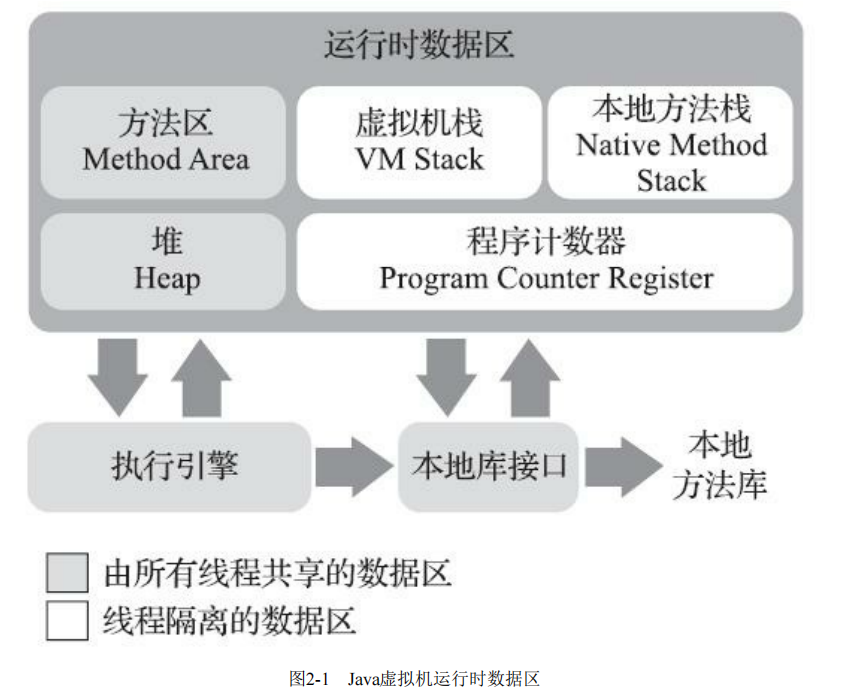 运行时数据区
方法区
Method Area
虚拟机栈
VM Stack
本地方法栈
Native Method
Stack
堆
Heap
程序计数器
Program Counter Register
执行引擎
本地库接口
本地
方法库
由所有线程共享的数据区
线程隔离的数据区
图2-1 Java虚拟机运行时数据区